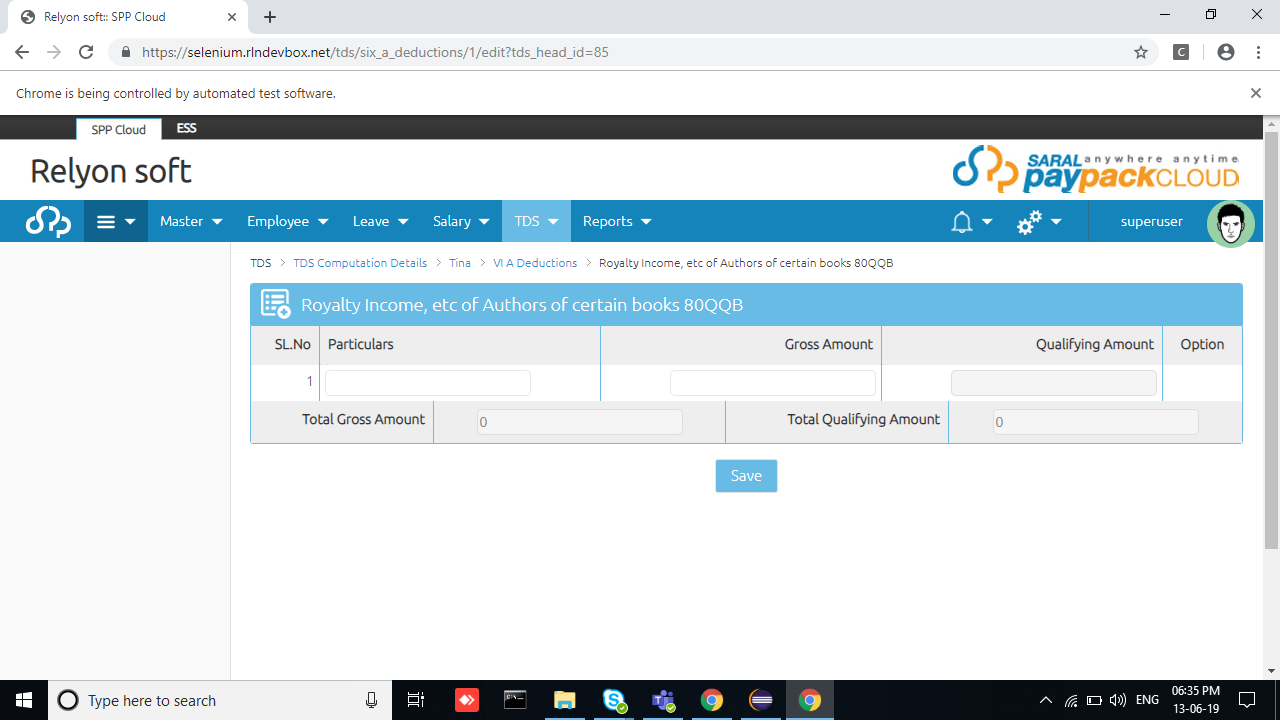 Relyon soft:: SPP Cloud
https://selenium.rlndevbox.net/tds/six_a_deductions/1/edit?tds_head_id=85
C
Chrome is being controlled by automated test software.
SPP Cloud ESS
Relyon soft
SARAL anywhere anytime
paypackCLOUD
Master Employee Leave Salary TDS Reports superuser
TDS > TDS Computation Details > Tina > VI A Deductions > Royalty Income, etc of Authors of certain books 80QQB
Royalty Income, etc of Authors of certain books 80QQB
SL.No Particulars Gross Amount Qualifying Amount Option
1
Total Gross Amount 0 Total Qualifying Amount 0
Save
Type here to search
ENG
06:35 PM
13-06-19